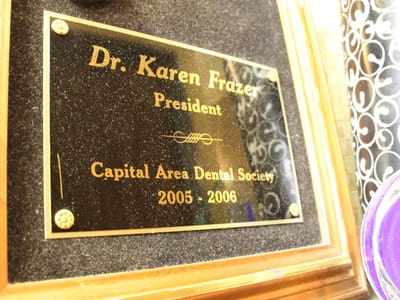 Dr. Karen Frazer
President
Capital Area Dental Society
2005 - 2006